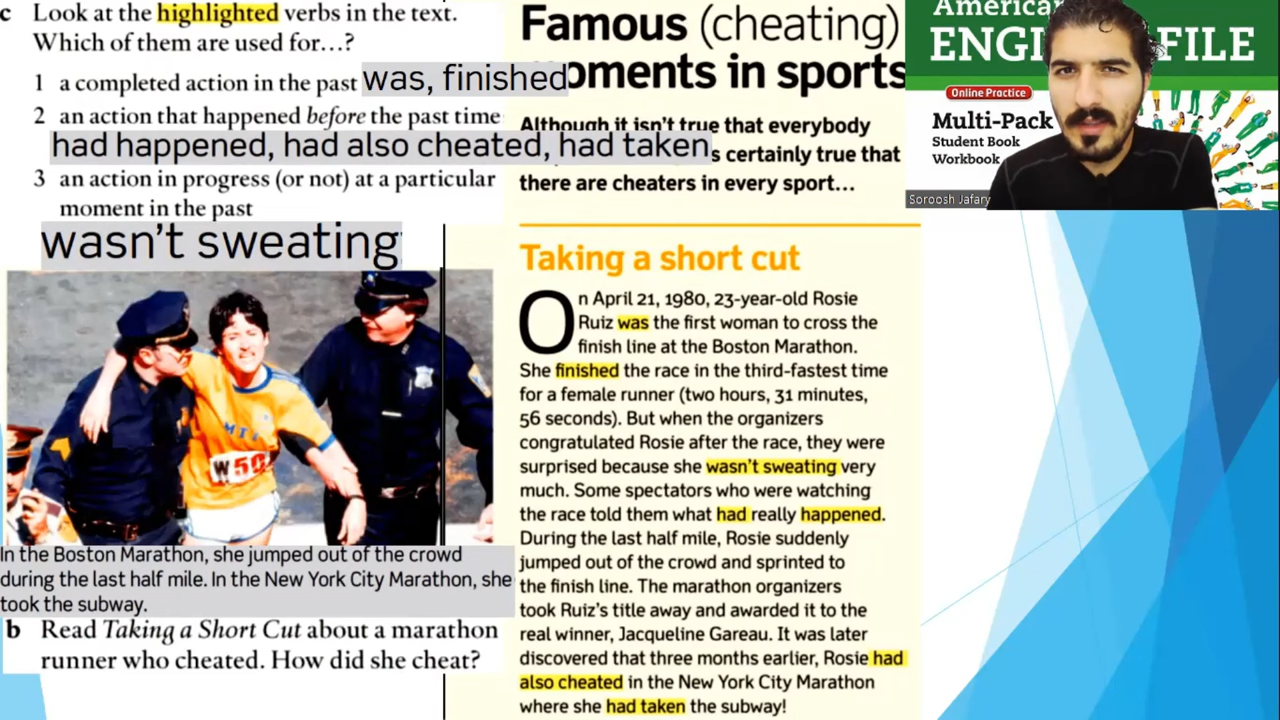 c Look at the highlighted verbs in the text.
Which of them are used for…?
1 a completed action in the past was, finished
2 an action that happened before the past time
had happened, had also cheated, had taken
3 an action in progress (or not) at a particular
moment in the past
wasn't sweating
MTI
W50
In the Boston Marathon, she jumped out of the crowd
during the last half mile. In the New York City Marathon, she
took the subway.
b Read Taking a Short Cut about a marathon
runner who cheated. How did she cheat?
Famous (cheating)
moments in sports
Although it isn't true that everybody
s certainly true that
there are cheaters in every sport…
Taking a short cut
On April 21, 1980, 23-year-old Rosie
Ruiz was the first woman to cross the
finish line at the Boston Marathon.
She finished the race in the third-fastest time
for a female runner (two hours, 31 minutes,
56 seconds). But when the organizers
congratulated Rosie after the race, they were
surprised because she wasn't sweating very
much. Some spectators who were watching
the race told them what had really happened.
During the last half mile, Rosie suddenly
jumped out of the crowd and sprinted to
the finish line. The marathon organizers
took Ruiz's title away and awarded it to the
real winner, Jacqueline Gareau. It was later
discovered that three months earlier, Rosie had
also cheated in the New York City Marathon
where she had taken the subway!
American
ENG FILE
Online Practice
Multi-Pack
Student Book
Workbook
Soroosh Jafary